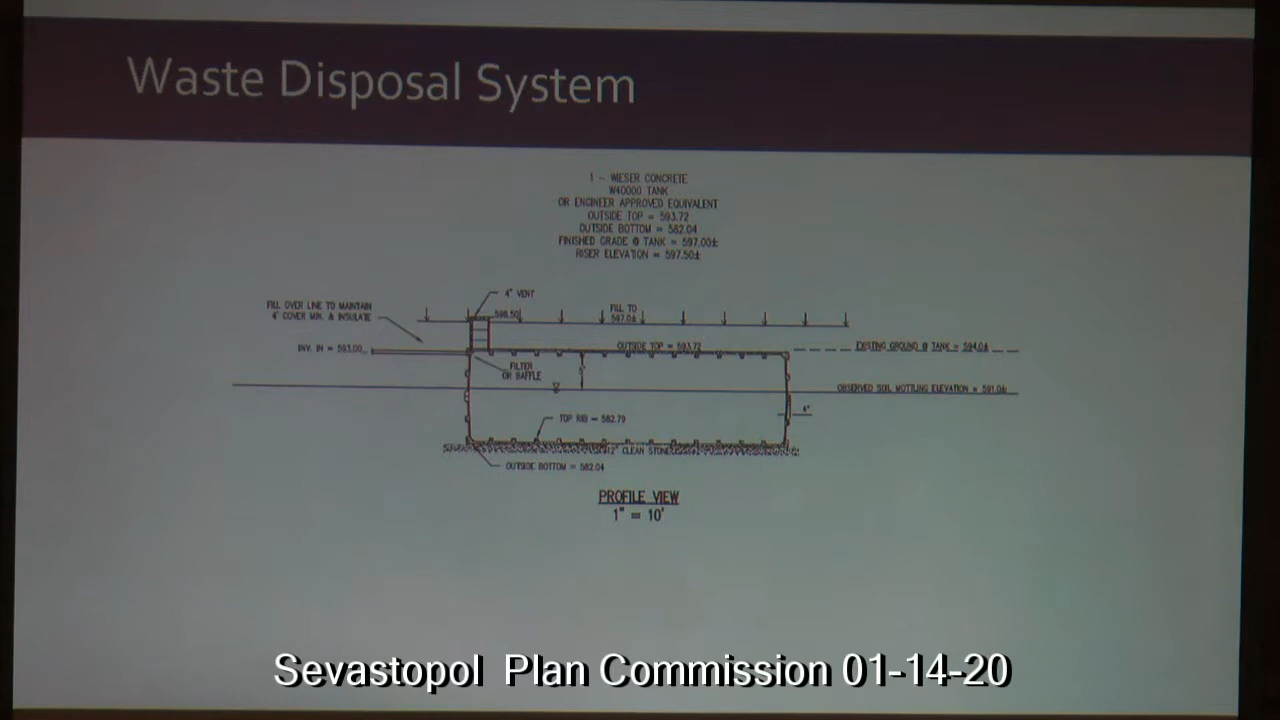 Waste Disposal System
1 - WIESER CONCRETE
W40000 TANK
OR ENGINEER APPROVED EQUIVALENT
OUTSIDE TOP = 593.72
OUTSIDE BOTTOM = 582.04
FINISHED GRADE @ TANK = 597.00±
RISER ELEVATION = 597.50±
4" VENT
FILL OVER LINE TO MAINTAIN
4' COVER MIN. & INSULATE
598.50
FILL TO
597.0±
INV. IN = 593.00
OUTSIDE TOP = 593.72
EXISTING GROUND @ TANK = 594.0±
FILTER
OR BAFFLE
OBSERVED SOIL MOTTLING ELEVATION = 591.0±
TOP RIB = 582.79
12" CLEAN STONE
OUTSIDE BOTTOM = 582.04
PROFILE VIEW
1" = 10'
Sevastopol Plan Commission 01-14-20